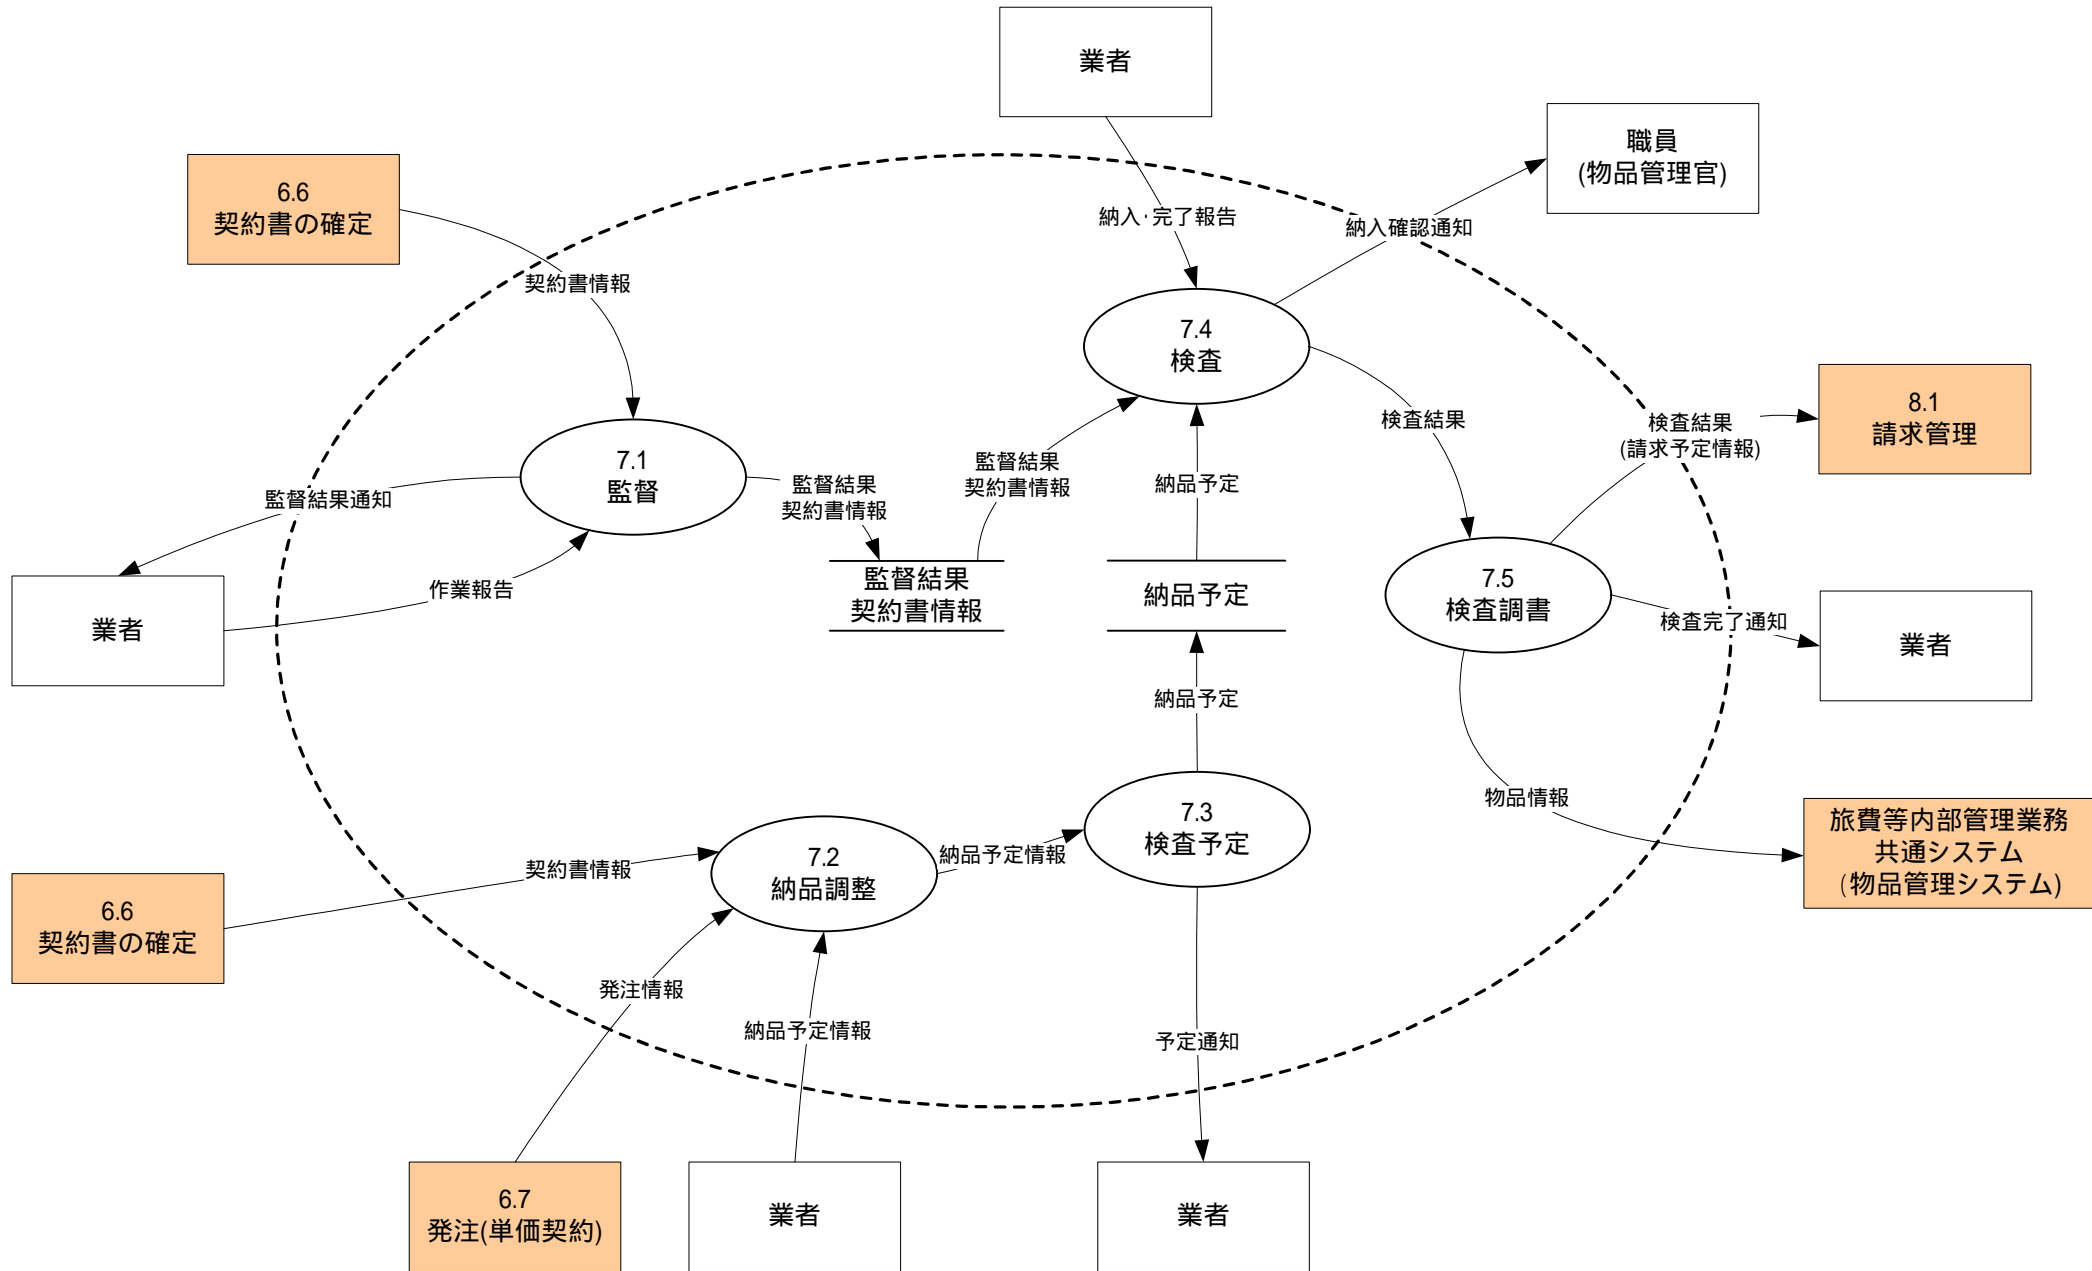 業者
職員
(物品管理官)
6.6
契約書の確定
納入・完了報告
納入確認通知
契約書情報
7.4
検査
8.1
請求管理
検査結果
検査結果
(請求予定情報)
7.1
監督
監督結果通知
監督結果
契約書情報
監督結果
契約書情報
納品予定
監督結果
契約書情報
納品予定
7.5
検査調書
作業報告
業者
検査完了通知
業者
納品予定
物品情報
7.3
検査予定
旅費等内部管理業務
共通システム
(物品管理システム)
7.2
納品調整
納品予定情報
契約書情報
6.6
契約書の確定
発注情報
納品予定情報
予定通知
6.7
発注(単価契約)
業者
業者